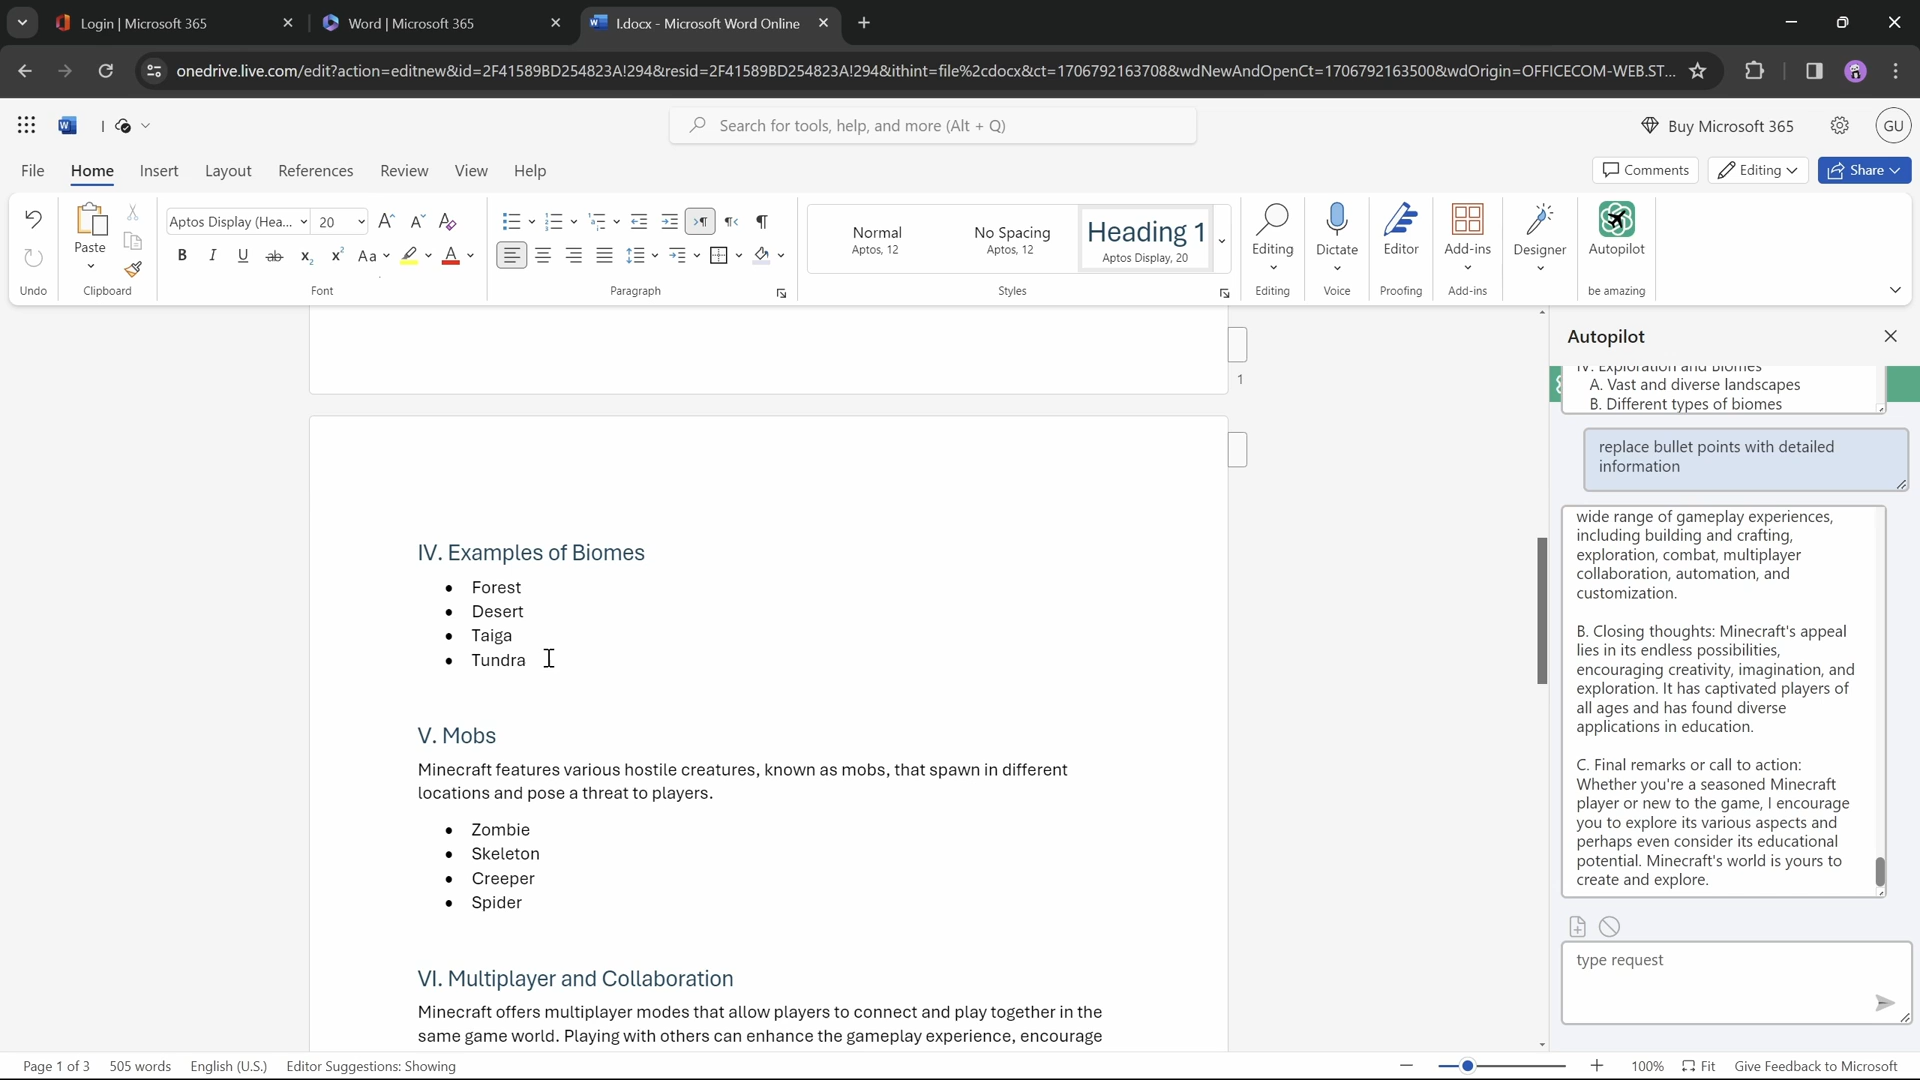 Login | Microsoft 365
Word | Microsoft 365
I.docx - Microsoft Word Online
onedrive.live.com/edit?action=editnew&id=2F41589BD254823A!294&resid=2F41589BD254823A!294&ithint=file%2cdocx&ct=1706792163708&wdNewAndOpenCt=1706792163500&wdOrigin=OFFICECOM-WEB.ST...
I
Search for tools, help, and more (Alt + Q)
Buy Microsoft 365
GU
File Home Insert Layout References Review View Help
Comments Editing Share
Paste
Aptos Display (Hea... 20
Normal
Aptos, 12
No Spacing
Aptos, 12
Heading 1
Aptos Display, 20
Editing Dictate Editor Add-ins Designer Autopilot
Undo Clipboard Font Paragraph Styles Editing Voice Proofing Add-ins be amazing
1
IV. Examples of Biomes
Forest
Desert
Taiga
Tundra
V. Mobs
Minecraft features various hostile creatures, known as mobs, that spawn in different
locations and pose a threat to players.
Zombie
Skeleton
Creeper
Spider
VI. Multiplayer and Collaboration
Minecraft offers multiplayer modes that allow players to connect and play together in the
same game world. Playing with others can enhance the gameplay experience, encourage
Autopilot
IV. Exploration and Biomes
A. Vast and diverse landscapes
B. Different types of biomes
replace bullet points with detailed
information
wide range of gameplay experiences,
including building and crafting,
exploration, combat, multiplayer
collaboration, automation, and
customization.
B. Closing thoughts: Minecraft's appeal
lies in its endless possibilities,
encouraging creativity, imagination, and
exploration. It has captivated players of
all ages and has found diverse
applications in education.
C. Final remarks or call to action:
Whether you're a seasoned Minecraft
player or new to the game, I encourage
you to explore its various aspects and
perhaps even consider its educational
potential. Minecraft's world is yours to
create and explore.
type request
Page 1 of 3 505 words English (U.S.) Editor Suggestions: Showing
100% Fit Give Feedback to Microsoft